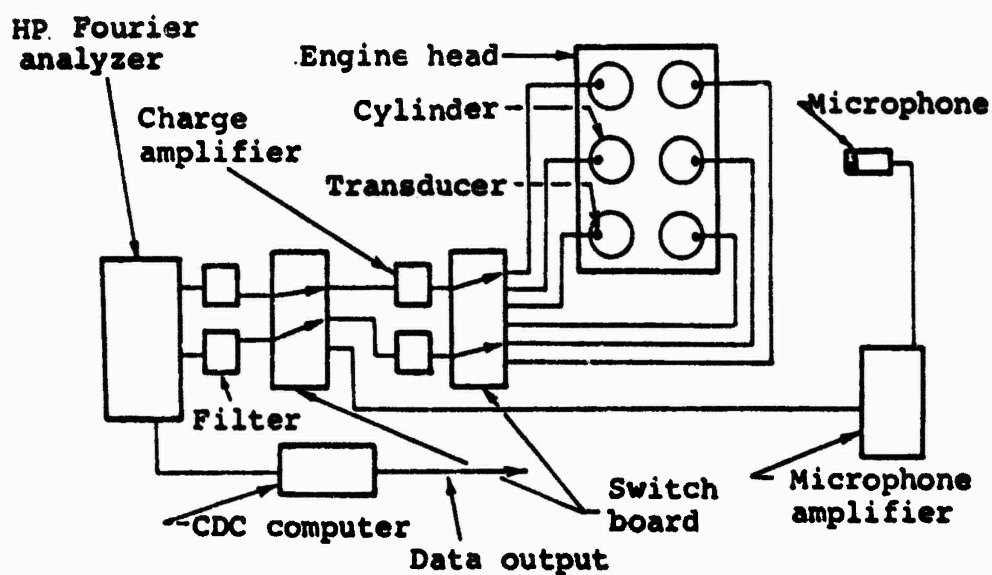 HP Fourier
analyzer
Engine head
Charge
amplifier
Cylinder
Microphone
Transducer
Filter
CDC computer
Data output
Switch
board
Microphone
amplifier